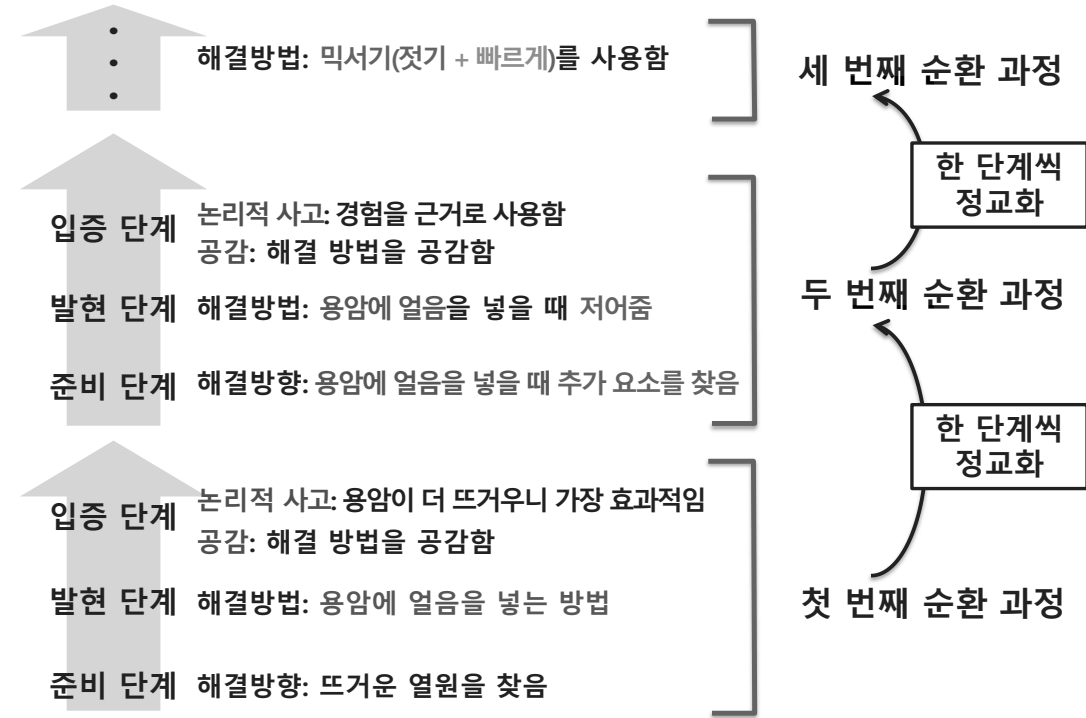 해결방법: 믹서기(젓기 + 빠르게)를 사용함
세 번째 순환 과정
한 단계씩
정교화
입증 단계
논리적 사고: 경험을 근거로 사용함
공감: 해결 방법을 공감함
발현 단계 해결방법: 용암에 얼음을 넣을 때 저어줌
두 번째 순환 과정
준비 단계 해결방향: 용암에 얼음을 넣을 때 추가 요소를 찾음
한 단계씩
정교화
입증 단계
논리적 사고: 용암이 더 뜨거우니 가장 효과적임
공감: 해결 방법을 공감함
발현 단계 해결방법: 용암에 얼음을 넣는 방법
첫 번째 순환 과정
준비 단계 해결방향: 뜨거운 열원을 찾음